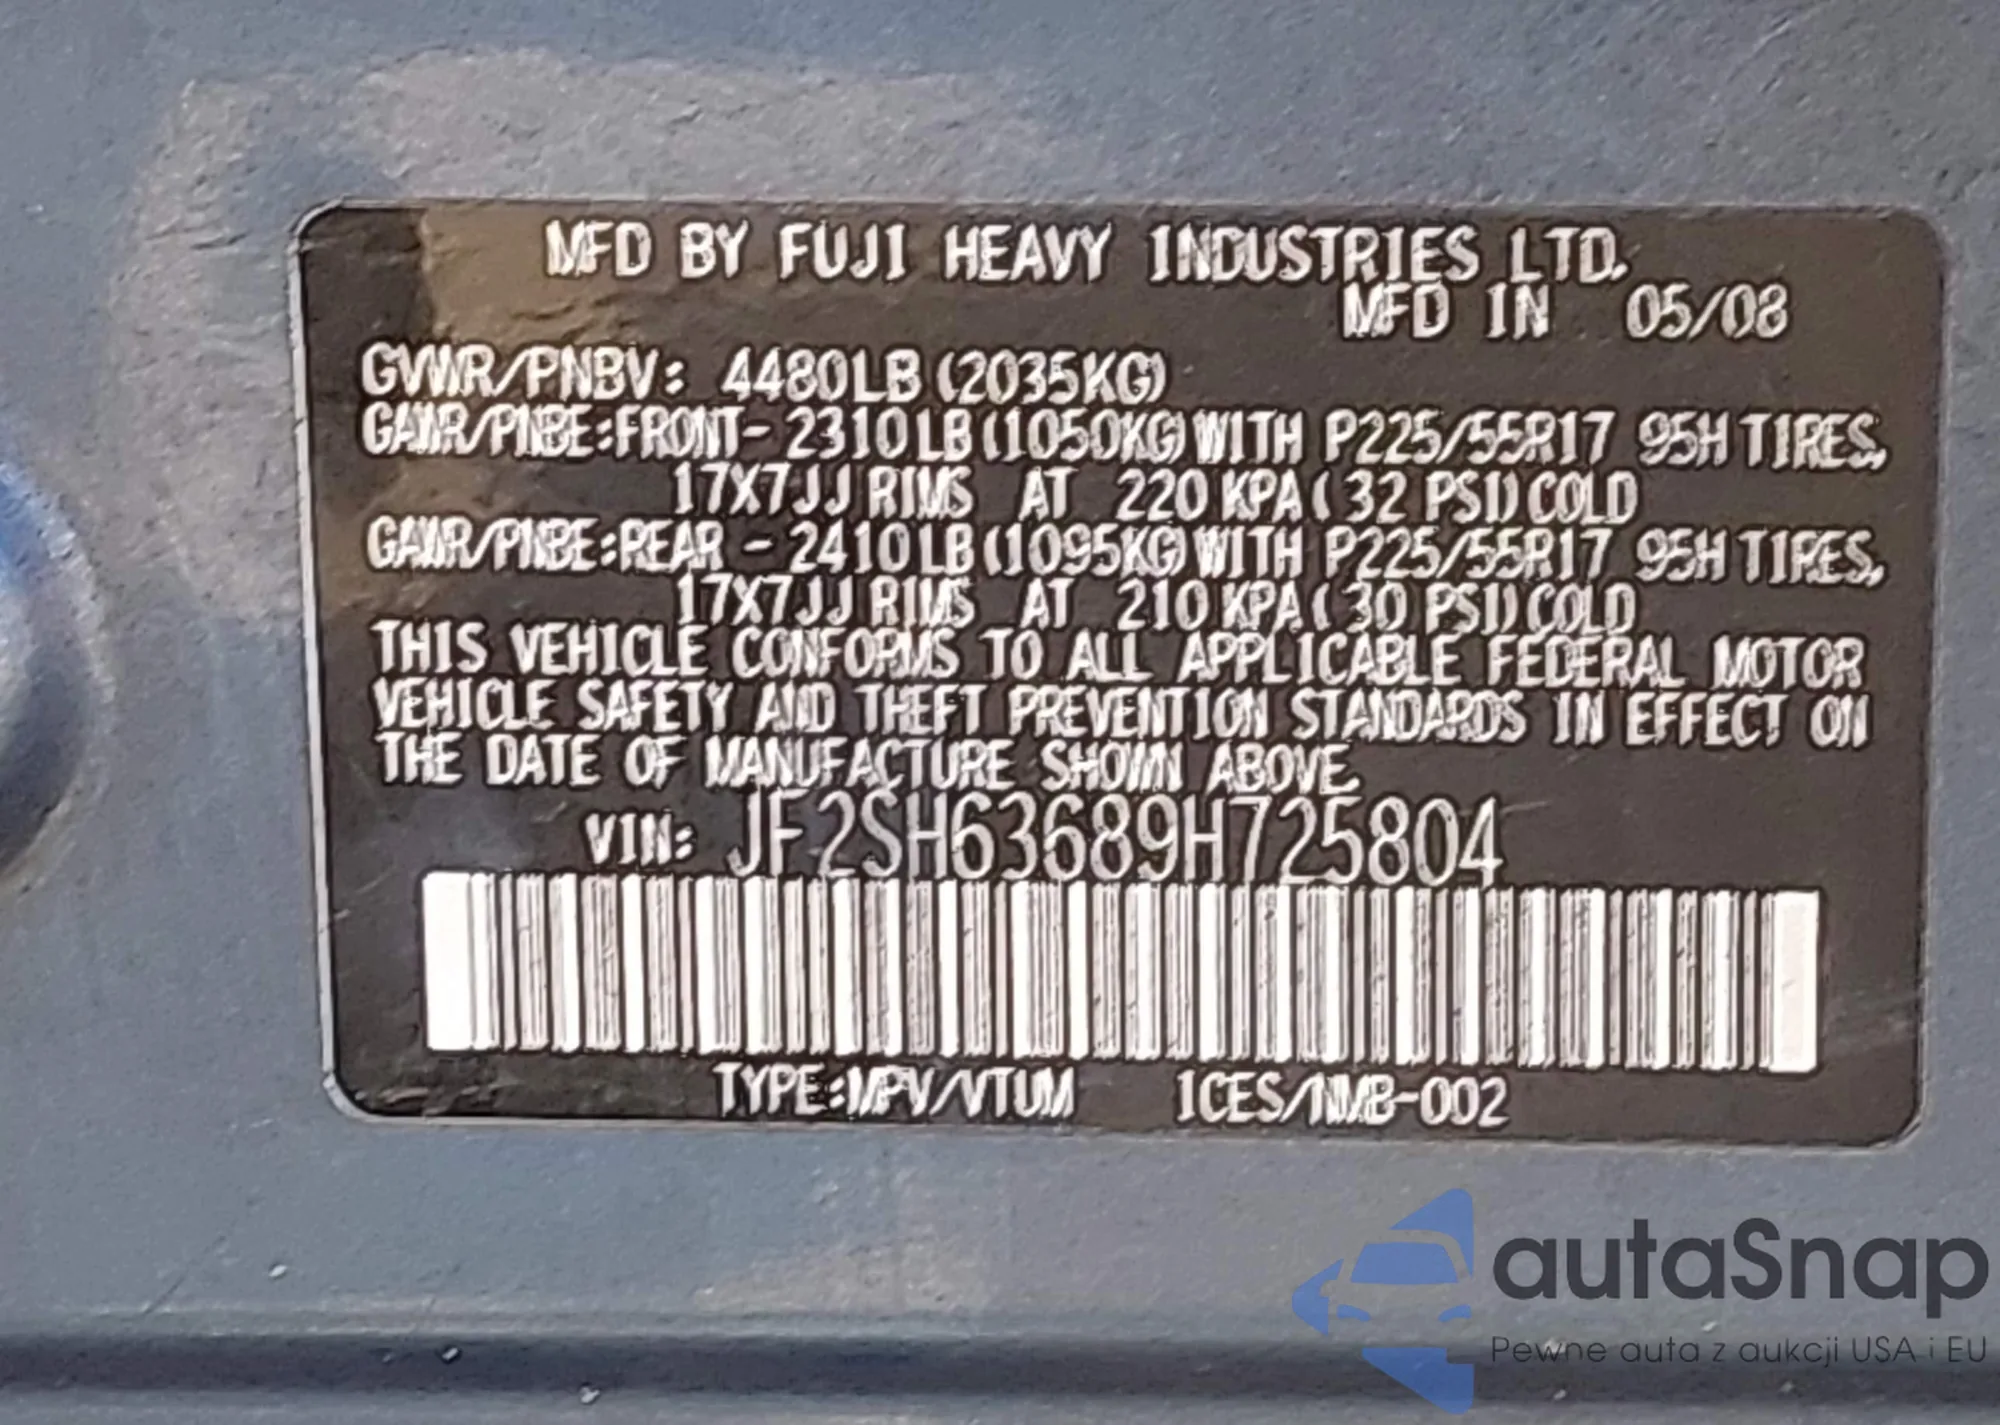 MFD BY FUJI HEAVY INDUSTRIES LTD.
MFD IN 05/08
GVWR/PNBV: 4480LB (2035KG)
GAWR/PNBE:FRONT- 2310LB (1050KG) WITH P225/55R17 95H TIRES,
17X7JJ RIMS AT 220 KPA ( 32 PSI) COLD
GAWR/PNBE:REAR - 2410LB (1095KG) WITH P225/55R17 95H TIRES,
17X7JJ RIMS AT 210 KPA ( 30 PSI) COLD
THIS VEHICLE CONFORMS TO ALL APPLICABLE FEDERAL MOTOR
VEHICLE SAFETY AND THEFT PREVENTION STANDARDS IN EFFECT ON
THE DATE OF MANUFACTURE SHOWN ABOVE.
VIN: JF2SH63689H725804
TYPE:MPV/VTUM 1CES/NMB-002
autaSnap
Pewne auta z aukcji USA i EU